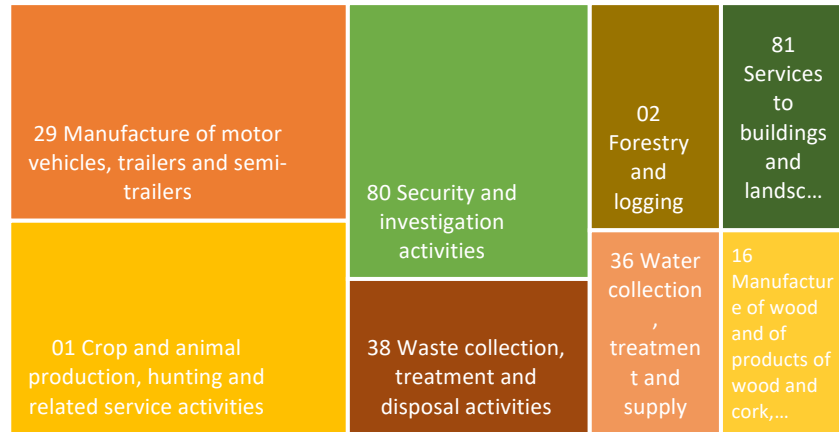 29 Manufacture of motor
vehicles, trailers and semi-
trailers
01 Crop and animal
production, hunting and
related service activities
80 Security and
investigation
activities
38 Waste collection,
treatment and
disposal activities
02
Forestry
and
logging
36 Water
collection
,
treatmen
t and
supply
81
Services
to
buildings
and
landsc...
16
Manufactur
e of wood
and of
products of
wood and
cork,...